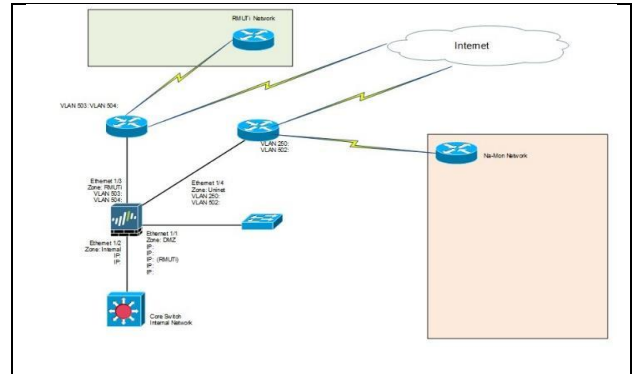 RMUTi Network
Internet
VLAN 503: VLAN 504:
VLAN 250:
VLAN 502:
Na-Mon Network
Ethernet 1/3
Zone: RMUTi
VLAN 503:
VLAN 504:
Ethernet 1/4
Zone: Uninet
VLAN 250:
VLAN 502:
Ethernet 1/2
Zone: Internal
IP:
IP:
Ethernet 1/1
Zone: DMZ
IP:
IP:
IP: (RMUTi)
IP:
IP:
Core Switch
Internal Network